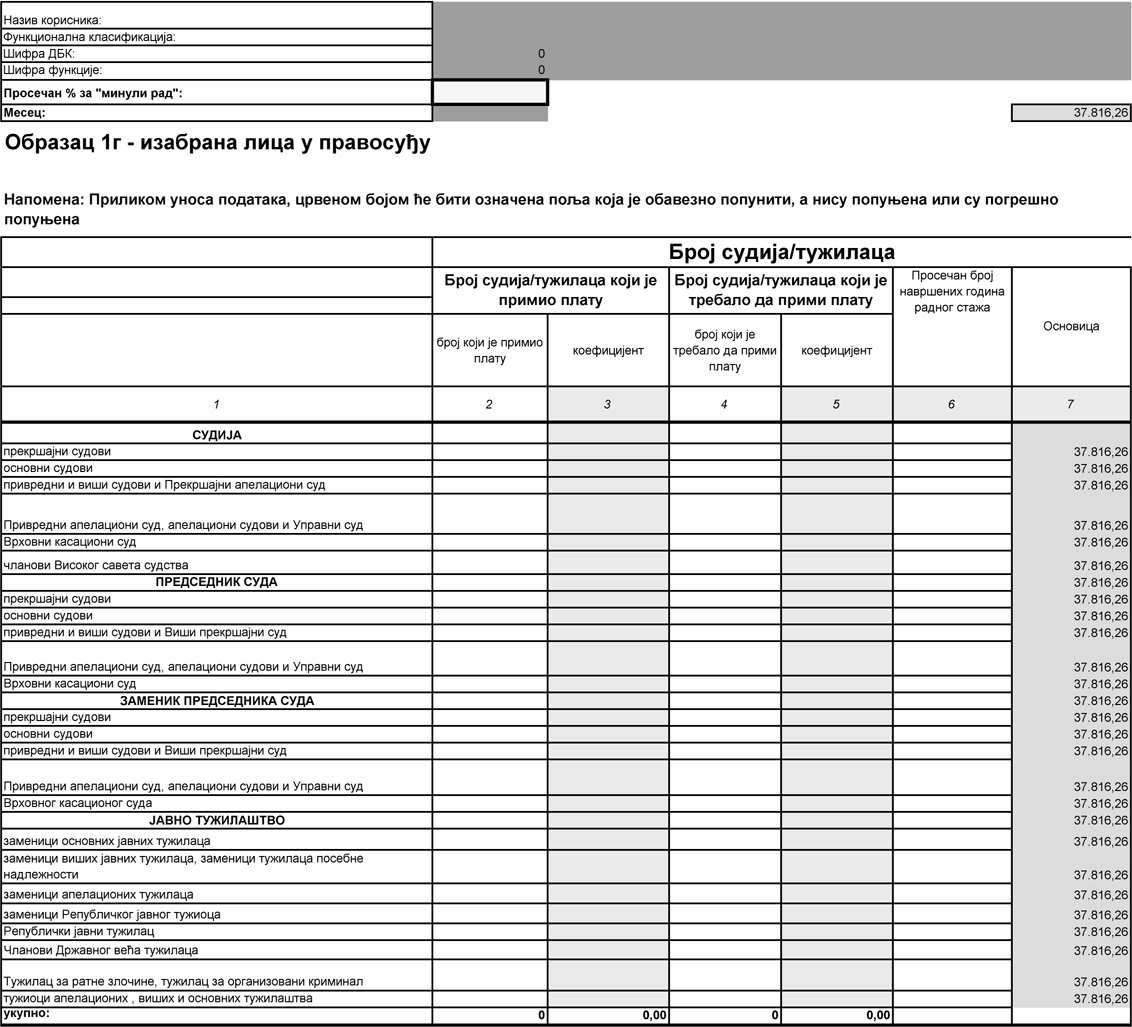 Назив корисника:
Функционална класификација:
Шифра ДБК: 0
Шифра функције: 0
Просечан % за "минули рад":
Месец: 37.816,26
Образац 1г - изабрана лица у правосуђу
Напомена: Приликом уноса података, црвеном бојом ће бити означена поља која је обавезно попунити, а нису попуњена или су погрешно
попуњена
Број судија/тужилаца
Број судија/тужилаца који је
примио плату
Број судија/тужилаца који је
требало да прими плату
Просечан број
навршених година
радног стажа
Основица
број који је примио
плату
коефицијент
број који је
требало да прими
плату
коефицијент
1 2 3 4 5 6 7
СУДИЈА
прекршајни судови 37.816,26
основни судови 37.816,26
привредни и виши судови и Прекршајни апелациони суд 37.816,26
Привредни апелациони суд, апелациони судови и Управни суд 37.816,26
Врховни касациони суд 37.816,26
чланови Високог савета судства 37.816,26
ПРЕДСЕДНИК СУДА 37.816,26
прекршајни судови 37.816,26
основни судови 37.816,26
привредни и виши судови и Виши прекршајни суд 37.816,26
Привредни апелациони суд, апелациони судови и Управни суд 37.816,26
Врховни касациони суд 37.816,26
ЗАМЕНИК ПРЕДСЕДНИКА СУДА 37.816,26
прекршајни судови 37.816,26
основни судови 37.816,26
привредни и виши судови и Виши прекршајни суд 37.816,26
Привредни апелациони суд, апелациони судови и Управни суд 37.816,26
Врховног касационог суда 37.816,26
ЈАВНО ТУЖИЛАШТВО 37.816,26
заменици основних јавних тужилаца 37.816,26
заменици виших јавних тужилаца, заменици тужилаца посебне
надлежности 37.816,26
заменици апелационих тужилаца 37.816,26
заменици Републичког јавног тужиоца 37.816,26
Републички јавни тужилац 37.816,26
Чланови Државног већа тужилаца 37.816,26
Тужилац за ратне злочине, тужилац за организовани криминал 37.816,26
тужиоци апелационих , виших и основних тужилаштва 37.816,26
укупно: 0 0,00 0 0,00